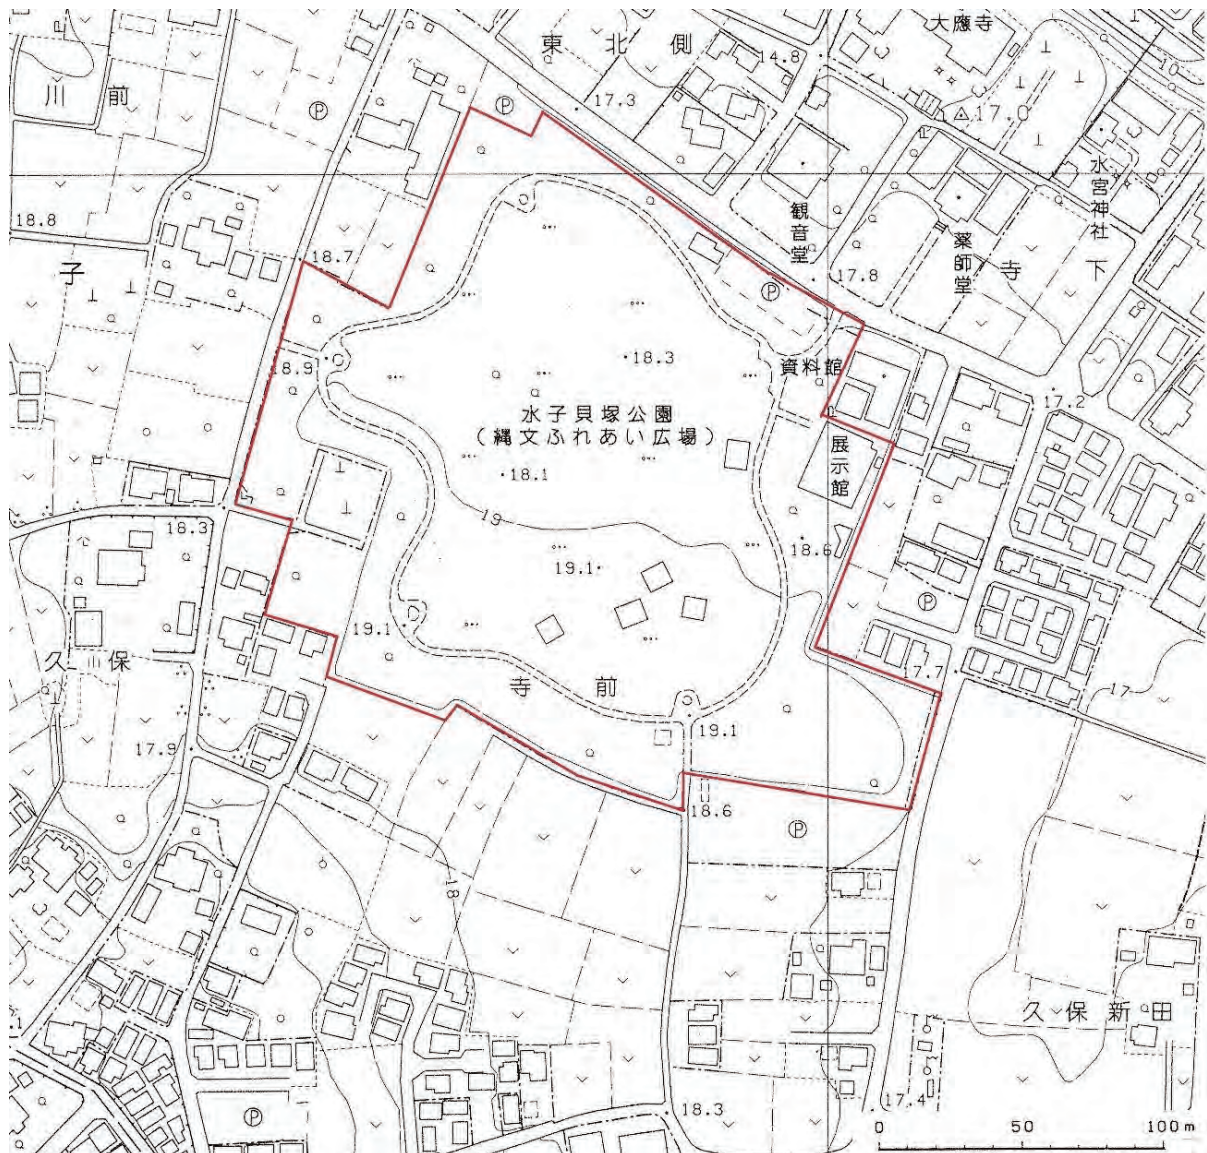 大應寺
東北側
14.8
10
川前
Ⓟ
Ⓟ
17.3
17.0
水宮神社
観音堂
薬師堂
寺下
18.8
18.7
17.8
子
Ⓟ
資料館
18.9
18.3
17.2
水子貝塚公園
(縄文ふれあい広場)
展示館
18.1
19
18.3
18.6
19.1
Ⓟ
19.1
久保
寺前
17.7
17
19.1
17.9
18.6
Ⓟ
18
久保新田
17.4
18.3
Ⓟ
0 50 100m